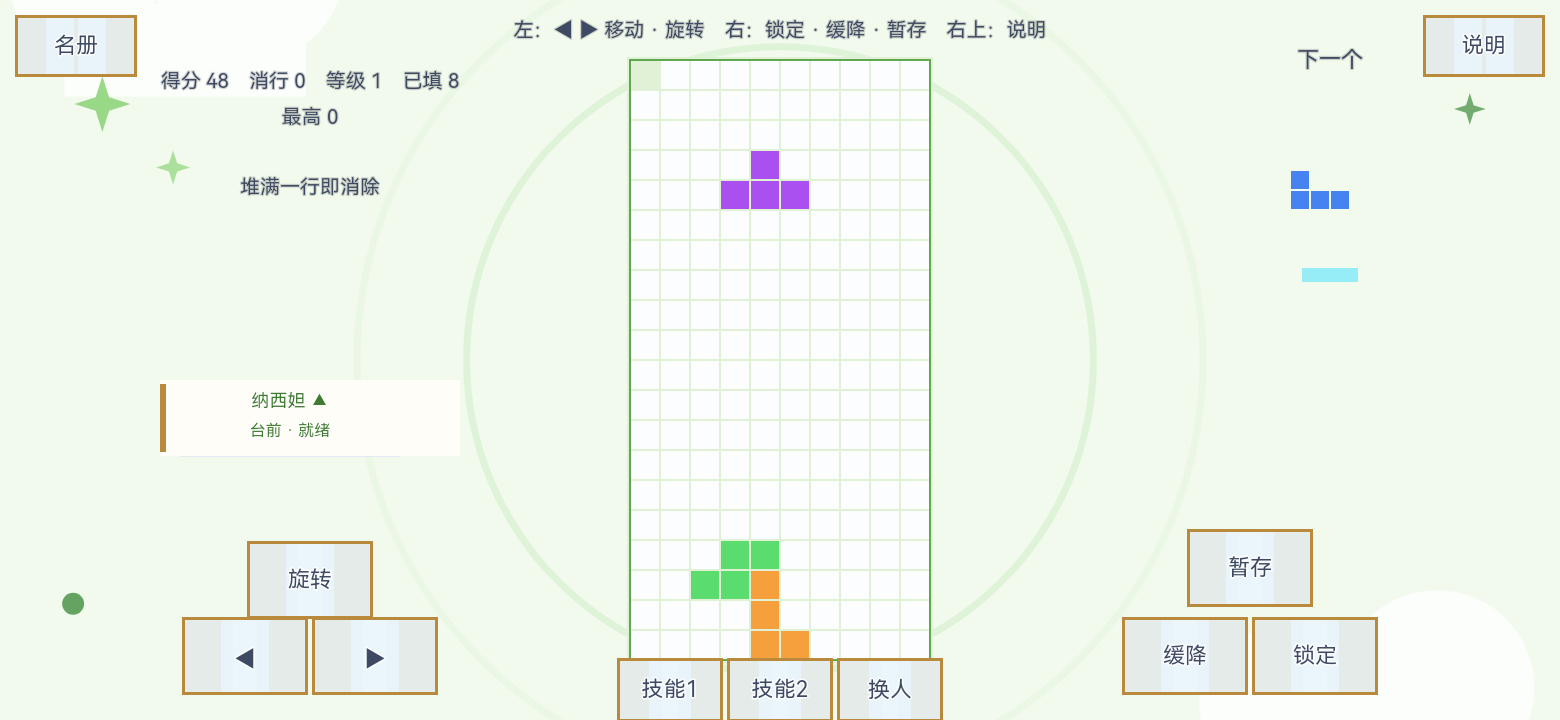 名册
左: ◀ ▶ 移动 · 旋转 右: 锁定 · 缓降 · 暂存 右上: 说明
说明
下一个
得分 48 消行 0 等级 1 已填 8
最高 0
堆满一行即消除
纳西妲 ▲
台前 · 就绪
旋转
◀ ▶
暂存
缓降 锁定
技能1 技能2 换人